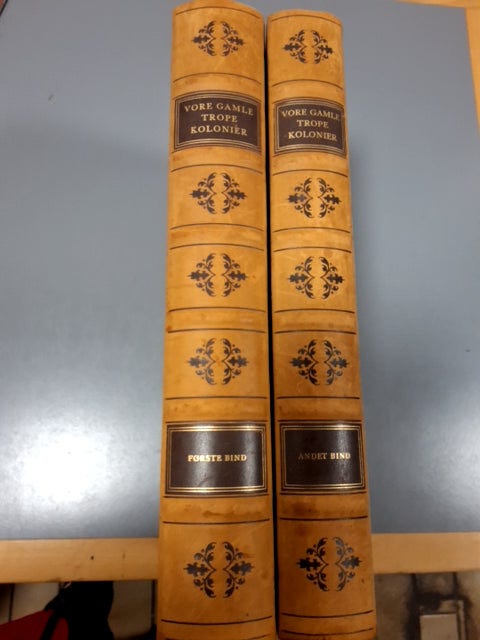 VORE GAMLE
TROPE
KOLONIER
FØRSTE BIND
VORE GAMLE
TROPE
KOLONIER
ANDET BIND